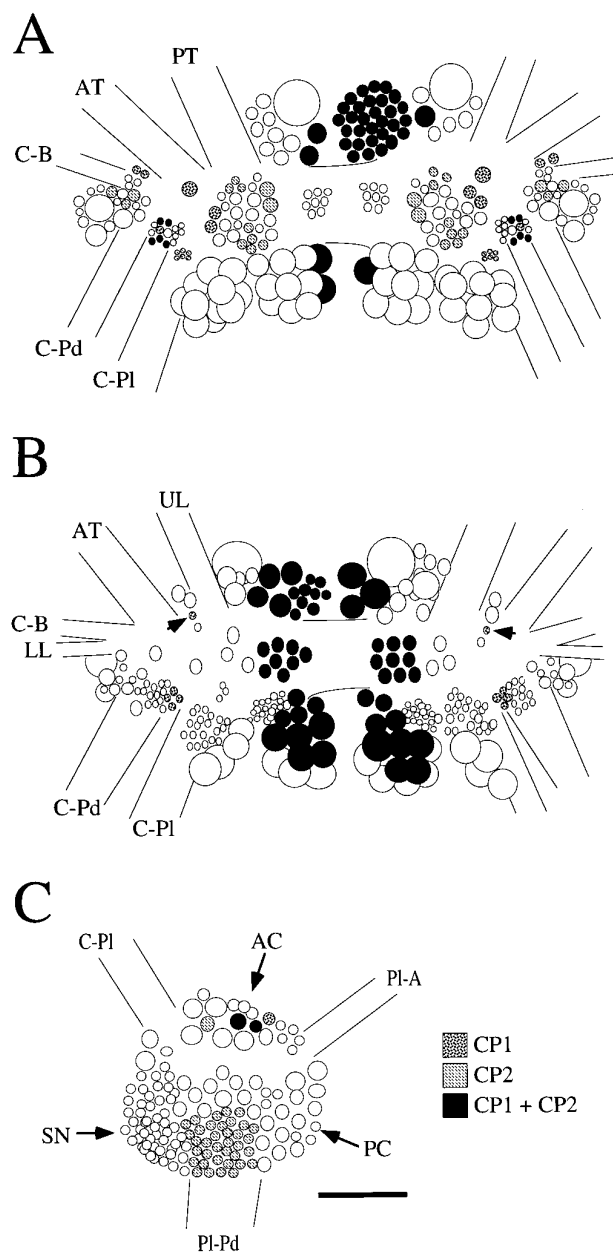 A
PT
AT
C-B
C-Pd
C-Pl
B
UL
AT
C-B
LL
C-Pd
C-Pl
C
C-Pl
AC
Pl-A
CP1
CP2
CP1 + CP2
SN
PC
Pl-Pd